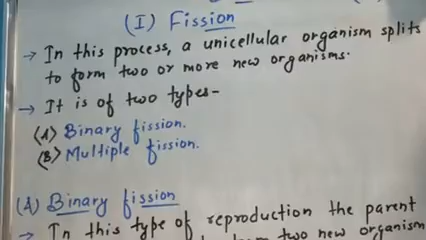 (I) Fission
→ In this process, a unicellular organism splits
to form two or more new organisms.
→ It is of two types-
(A) Binary fission.
(B) Multiple fission.
(A) Binary fission
→ In this type of reproduction the parent
two new organism